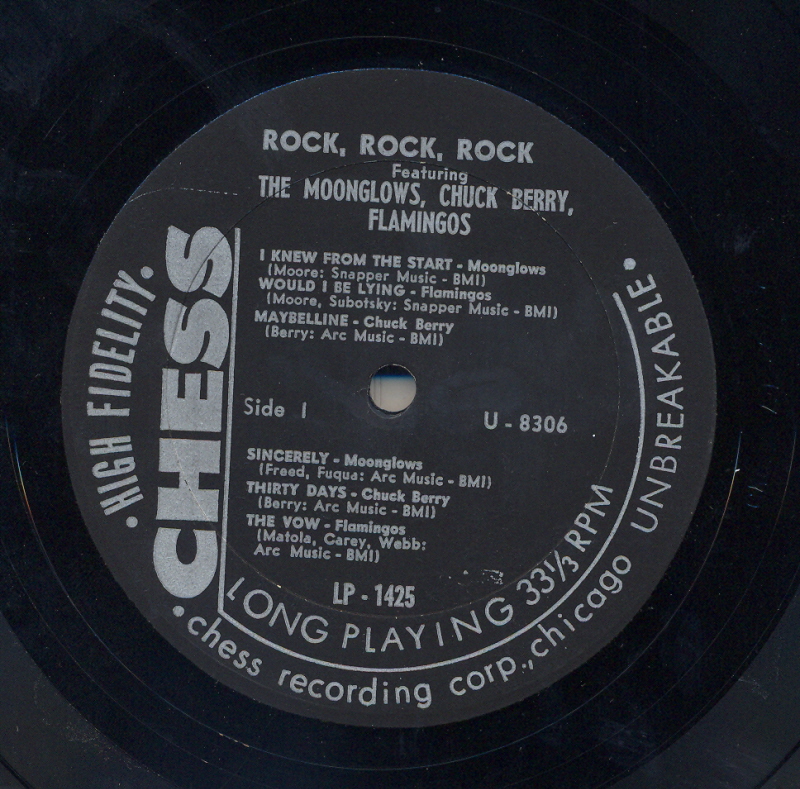 ROCK, ROCK, ROCK
Featuring
THE MOONGLOWS, CHUCK BERRY,
FLAMINGOS
I KNEW FROM THE START - Moonglows
(Moore: Snapper Music - BMI)
WOULD I BE LYING - Flamingos
(Moore, Subotsky: Snapper Music - BMI)
MAYBELLINE - Chuck Berry
(Berry: Arc Music - BMI)
Side 1
U - 8306
SINCERELY - Moonglows
(Freed, Fuqua: Arc Music - BMI)
THIRTY DAYS - Chuck Berry
(Berry: Arc Music - BMI)
THE VOW - Flamingos
(Matola, Carey, Webb:
Arc Music - BMI)
LP - 1425
• HIGH FIDELITY •
CHESS
LONG PLAYING 33⅓ RPM
• chess recording corp., chicago UNBREAKABLE •